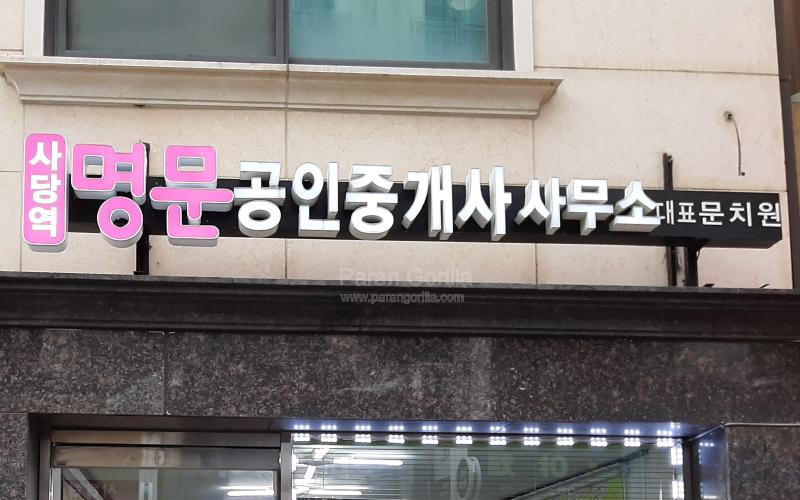 사당역 명문공인중개사사무소 대표문치원
Paran Gorilla
www.parangorilla.com